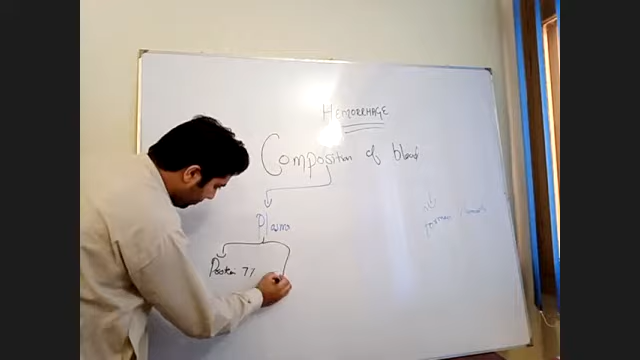 HEMORRHAGE
Composition of blood
Plasma
Protein 7%